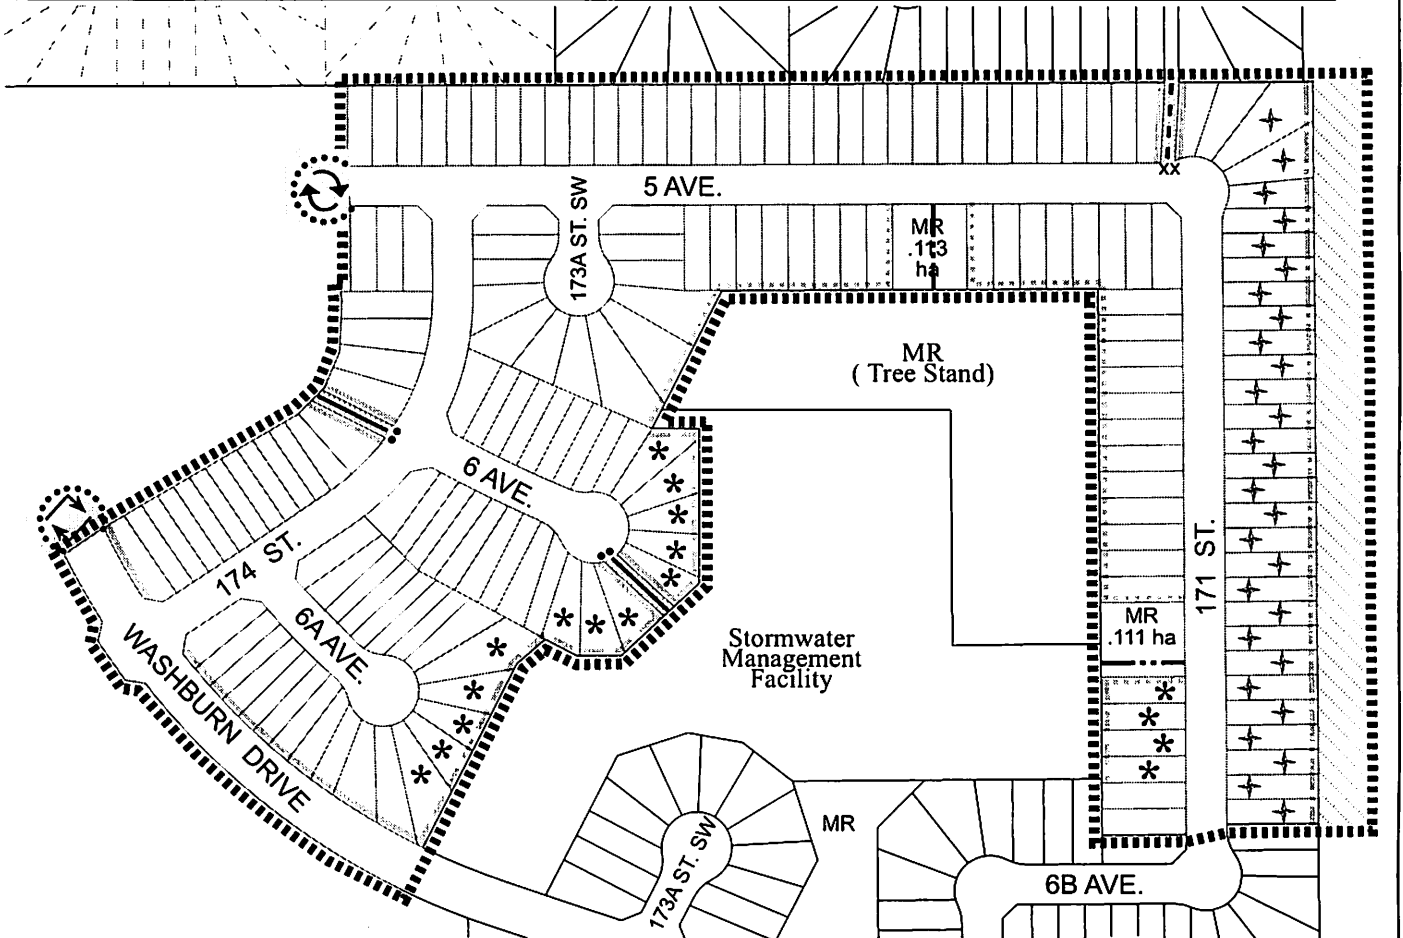 5 AVE.
173A ST. SW
MR
.113
ha
MR
( Tree Stand)
6 AVE.
171 ST.
174 ST.
6A AVE.
MR
.111 ha
WASHBURN DRIVE
Stormwater
Management
Facility
173A ST. SW
MR
6B AVE.
xx